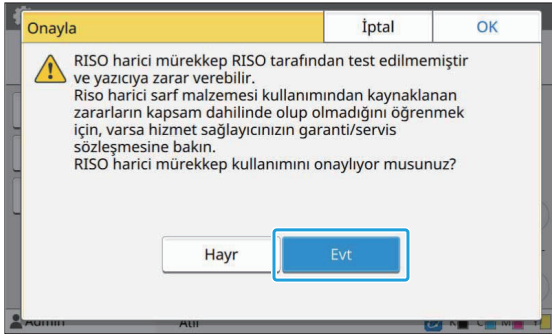 Onayla
İptal
OK
RISO harici mürekkep RISO tarafından test edilmemiştir
ve yazıcıya zarar verebilir.
Riso harici sarf malzemesi kullanımından kaynaklanan
zararların kapsam dahilinde olup olmadığını öğrenmek
için, varsa hizmet sağlayıcınızın garanti/servis
sözleşmesine bakın.
RISO harici mürekkep kullanımını onaylıyor musunuz?
Hayr
Evt
Admin
K C M Y